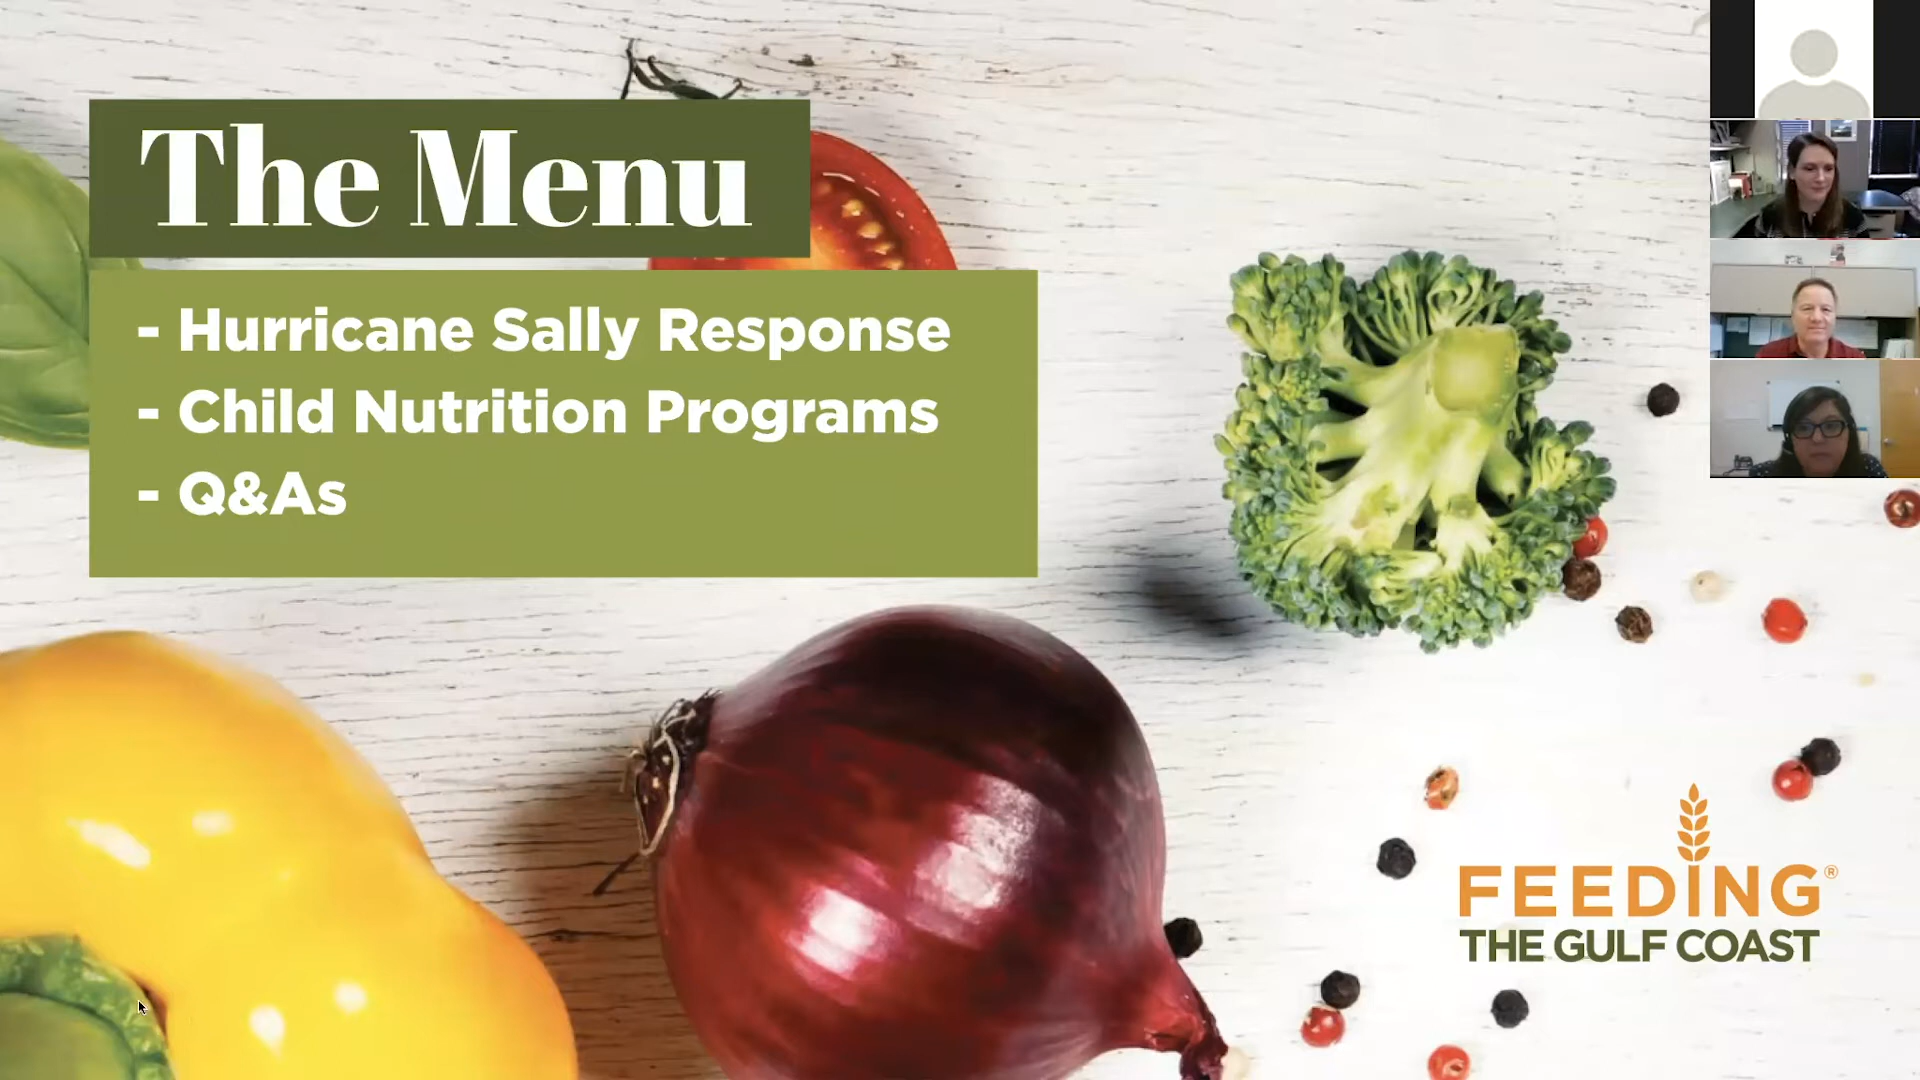 The Menu
- Hurricane Sally Response
- Child Nutrition Programs
- Q&As
FEEDING®
THE GULF COAST